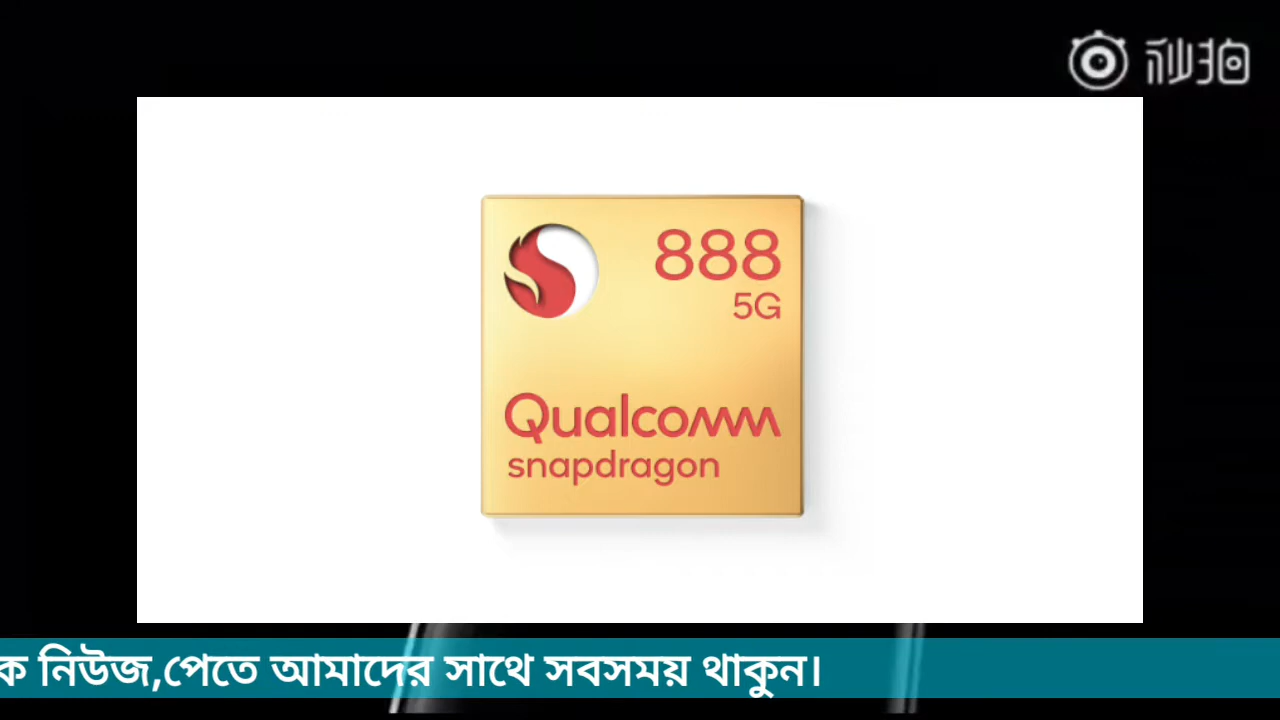 秒拍
888
5G
Qualcomm
snapdragon
ক নিউজ,পেতে আমাদের সাথে সবসময় থাকুন।